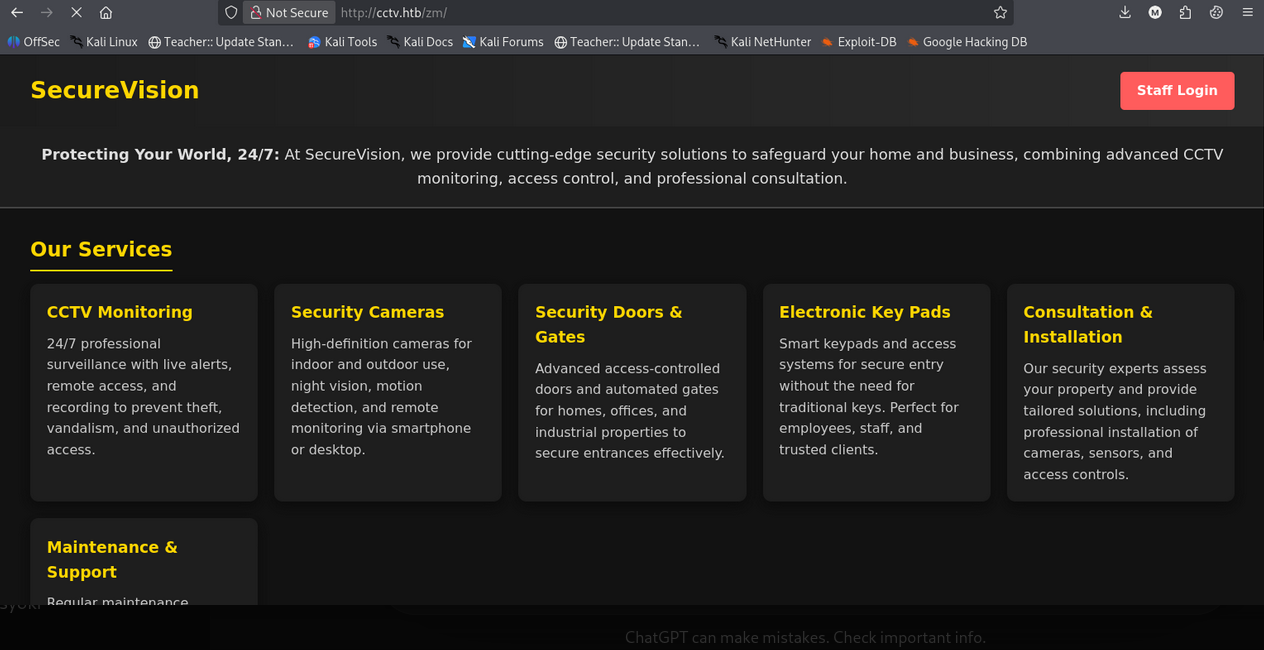 Not Secure http://cctv.htb/zm/
OffSec Kali Linux Teacher:: Update Stan... Kali Tools Kali Docs Kali Forums Teacher:: Update Stan... Kali NetHunter Exploit-DB Google Hacking DB
SecureVision
Staff Login
Protecting Your World, 24/7: At SecureVision, we provide cutting-edge security solutions to safeguard your home and business, combining advanced CCTV
monitoring, access control, and professional consultation.
Our Services
CCTV Monitoring
24/7 professional
surveillance with live alerts,
remote access, and
recording to prevent theft,
vandalism, and unauthorized
access.
Security Cameras
High-definition cameras for
indoor and outdoor use,
night vision, motion
detection, and remote
monitoring via smartphone
or desktop.
Security Doors &
Gates
Advanced access-controlled
doors and automated gates
for homes, offices, and
industrial properties to
secure entrances effectively.
Electronic Key Pads
Smart keypads and access
systems for secure entry
without the need for
traditional keys. Perfect for
employees, staff, and
trusted clients.
Consultation &
Installation
Our security experts assess
your property and provide
tailored solutions, including
professional installation of
cameras, sensors, and
access controls.
Maintenance &
Support
Regular maintenance
ChatGPT can make mistakes. Check important info.